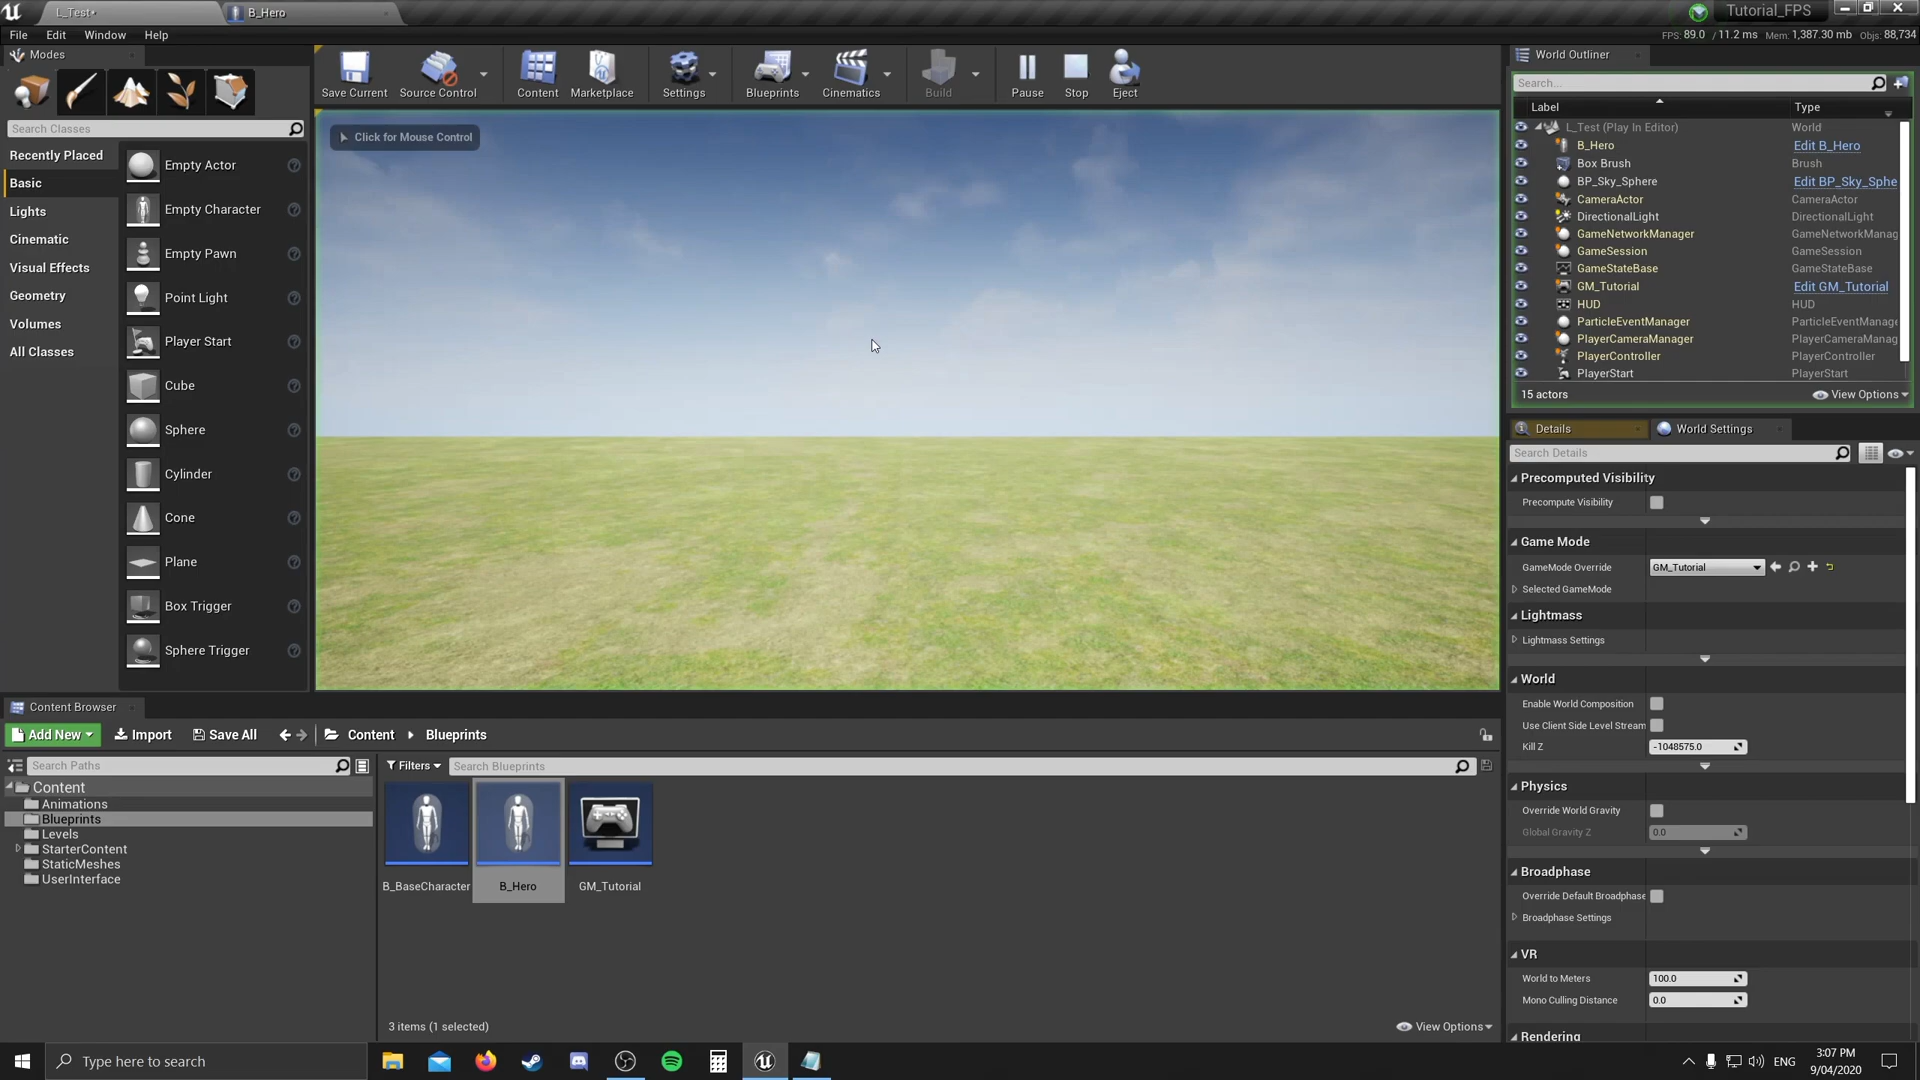 L_Test•
B_Hero
Tutorial_FPS
File Edit Window Help
FPS: 89.0 / 11.2 ms Mem: 1,387.30 mb Objs: 88,734
Modes
Search Classes
Recently Placed
Basic
Lights
Cinematic
Visual Effects
Geometry
Volumes
All Classes
Empty Actor
Empty Character
Empty Pawn
Point Light
Player Start
Cube
Sphere
Cylinder
Cone
Plane
Box Trigger
Sphere Trigger
Save Current
Source Control
Content
Marketplace
Settings
Blueprints
Cinematics
Build
Pause
Stop
Eject
Click for Mouse Control
World Outliner
Search...
Label Type
L_Test (Play In Editor) World
B_Hero Edit B_Hero
Box Brush Brush
BP_Sky_Sphere Edit BP_Sky_Sphe
CameraActor CameraActor
DirectionalLight DirectionalLight
GameNetworkManager GameNetworkManag
GameSession GameSession
GameStateBase GameStateBase
GM_Tutorial Edit GM_Tutorial
HUD HUD
ParticleEventManager ParticleEventManage
PlayerCameraManager PlayerCameraManag
PlayerController PlayerController
PlayerStart PlayerStart
15 actors
View Options
Details
World Settings
Search Details
Precomputed Visibility
Precompute Visibility
Game Mode
GameMode Override GM_Tutorial
Selected GameMode
Lightmass
Lightmass Settings
World
Enable World Composition
Use Client Side Level Stream
Kill Z -1048575.0
Physics
Override World Gravity
Global Gravity Z 0.0
Broadphase
Override Default Broadphase
Broadphase Settings
VR
World to Meters 100.0
Mono Culling Distance 0.0
Rendering
Content Browser
Add New Import Save All Content Blueprints
Search Paths
Filters
Search Blueprints
Content
Animations
Blueprints
Levels
StarterContent
StaticMeshes
UserInterface
B_BaseCharacter
B_Hero
GM_Tutorial
3 items (1 selected)
View Options
Type here to search
ENG
3:07 PM
9/04/2020